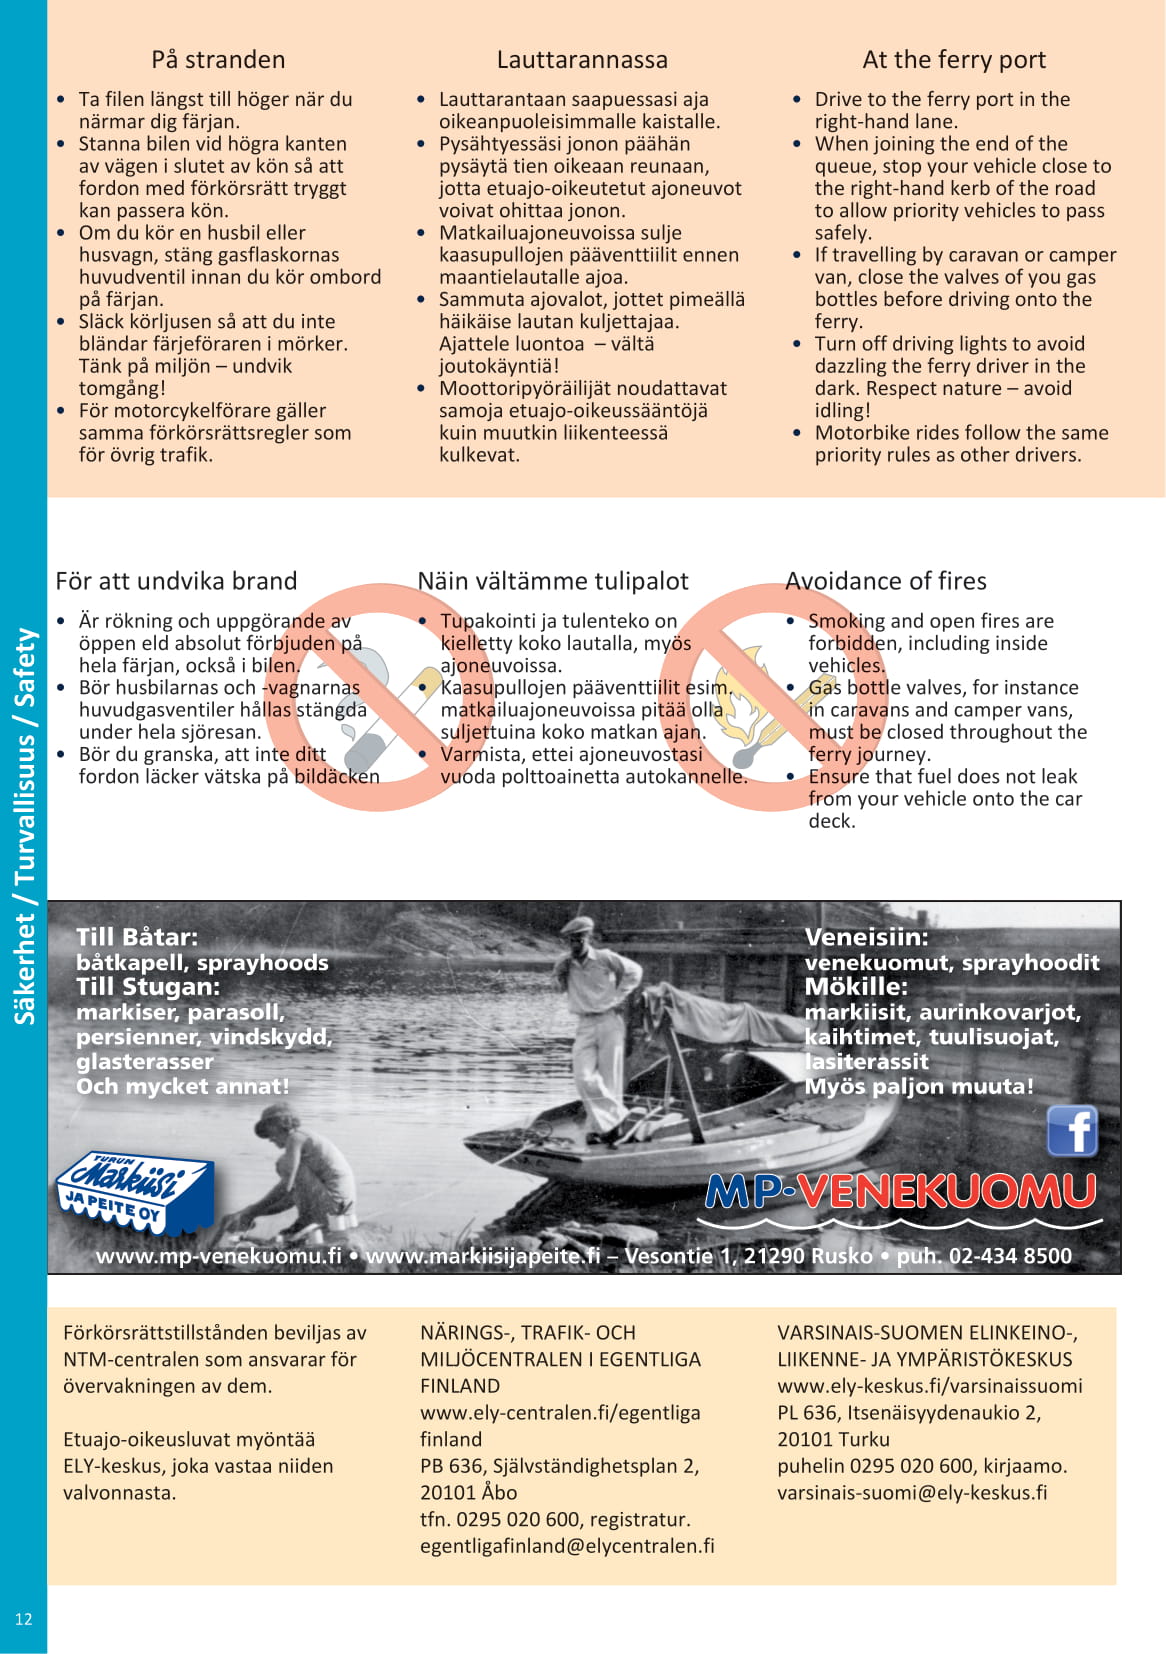 På stranden
• Ta filen längst till höger när du
närmar dig färjan.
• Stanna bilen vid högra kanten
av vägen i slutet av kön så att
fordon med förkörsrätt tryggt
kan passera kön.
• Om du kör en husbil eller
husvagn, stäng gasflaskornas
huvudventil innan du kör ombord
på färjan.
• Släck körljusen så att du inte
bländar färjeföraren i mörker.
Tänk på miljön – undvik
tomgång!
• För motorcykelförare gäller
samma förkörsrättsregler som
för övrig trafik.
Lauttarannassa
• Lauttarantaan saapuessasi aja
oikeanpuoleisimmalle kaistalle.
• Pysähtyessäsi jonon päähän
pysäytä tien oikeaan reunaan,
jotta etuajo-oikeutetut ajoneuvot
voivat ohittaa jonon.
• Matkailuajoneuvoissa sulje
kaasupullojen pääventtiilit ennen
maantielautalle ajoa.
• Sammuta ajovalot, jottet pimeällä
häikäise lautan kuljettajaa.
Ajattele luontoa – vältä
joutokäyntiä!
• Moottoripyöräilijät noudattavat
samoja etuajo-oikeussääntöjä
kuin muutkin liikenteessä
kulkevat.
At the ferry port
• Drive to the ferry port in the
right-hand lane.
• When joining the end of the
queue, stop your vehicle close to
the right-hand kerb of the road
to allow priority vehicles to pass
safely.
• If travelling by caravan or camper
van, close the valves of you gas
bottles before driving onto the
ferry.
• Turn off driving lights to avoid
dazzling the ferry driver in the
dark. Respect nature – avoid
idling!
• Motorbike rides follow the same
priority rules as other drivers.
För att undvika brand
• Är rökning och uppgörande av
öppen eld absolut förbjuden på
hela färjan, också i bilen.
• Bör husbilarnas och -vagnarnas
huvudgasventiler hållas stängda
under hela sjöresan.
• Bör du granska, att inte ditt
fordon läcker vätska på bildäcken
Näin vältämme tulipalot
• Tupakointi ja tulenteko on
kielletty koko lautalla, myös
ajoneuvoissa.
• Kaasupullojen pääventtiilit esim.
matkailuajoneuvoissa pitää olla
suljettuina koko matkan ajan.
• Varmista, ettei ajoneuvostasi
vuoda polttoainetta autokannelle.
Avoidance of fires
• Smoking and open fires are
forbidden, including inside
vehicles.
• Gas bottle valves, for instance
in caravans and camper vans,
must be closed throughout the
ferry journey.
• Ensure that fuel does not leak
from your vehicle onto the car
deck.
Säkerhet / Turvallisuus / Safety
Till Båtar:
båtkapell, sprayhoods
Till Stugan:
markiser, parasoll,
persienner, vindskydd,
glasterasser
Och mycket annat!
Veneisiin:
venekuomut, sprayhoodit
Mökille:
markiisit, aurinkovarjot,
kaihtimet, tuulisuojat,
lasiterassit
Myös paljon muuta!
f
TURUN
Markiisi
JA PEITE OY
MP-VENEKUOMU
www.mp-venekuomu.fi • www.markiisijapeite.fi – Vesontie 1, 21290 Rusko • puh. 02-434 8500
Förkörsrättstillstånden beviljas av
NTM-centralen som ansvarar för
övervakningen av dem.
Etuajo-oikeusluvat myöntää
ELY-keskus, joka vastaa niiden
valvonnasta.
NÄRINGS-, TRAFIK- OCH
MILJÖCENTRALEN I EGENTLIGA
FINLAND
www.ely-centralen.fi/egentliga
finland
PB 636, Självständighetsplan 2,
20101 Åbo
tfn. 0295 020 600, registratur.
egentligafinland@elycentralen.fi
VARSINAIS-SUOMEN ELINKEINO-,
LIIKENNE- JA YMPÄRISTÖKESKUS
www.ely-keskus.fi/varsinaissuomi
PL 636, Itsenäisyydenaukio 2,
20101 Turku
puhelin 0295 020 600, kirjaamo.
varsinais-suomi@ely-keskus.fi
12